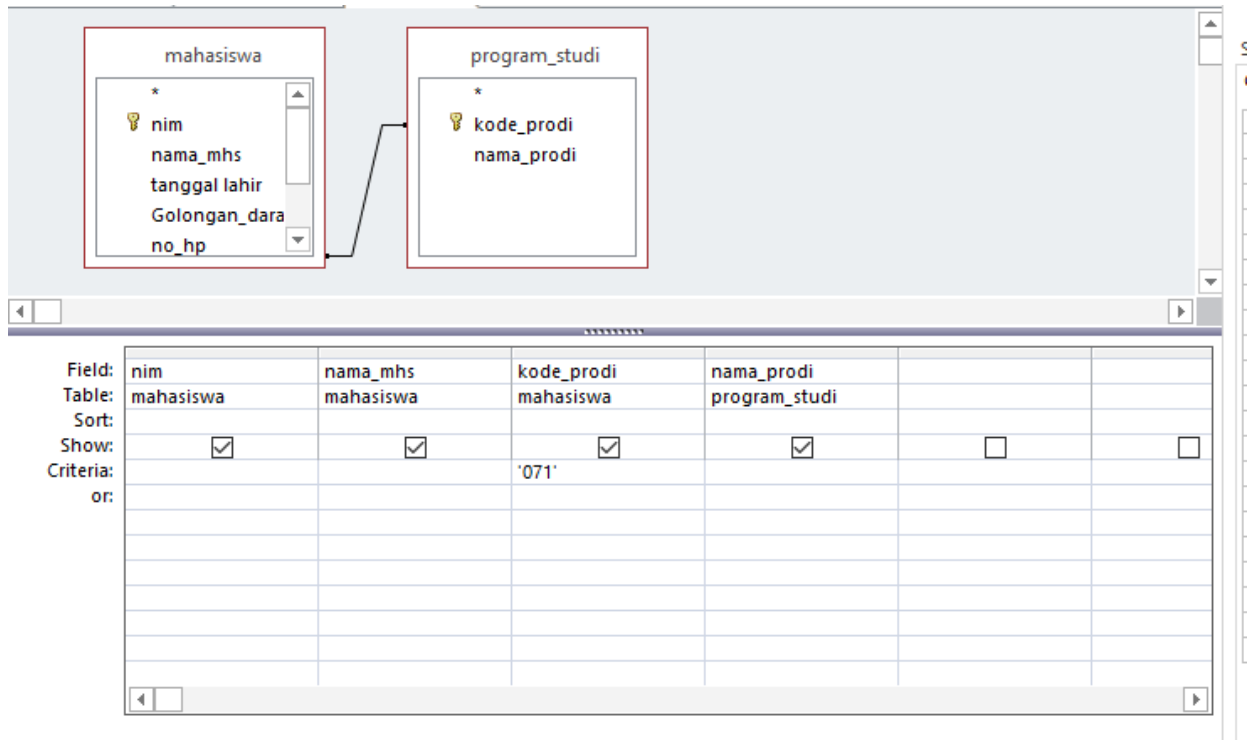 mahasiswa
*
nim
nama_mhs
tanggal lahir
Golongan_dara
no_hp
program_studi
*
kode_prodi
nama_prodi
Field: nim nama_mhs kode_prodi nama_prodi
Table: mahasiswa mahasiswa mahasiswa program_studi
Sort:
Show:
Criteria: '071'
or: